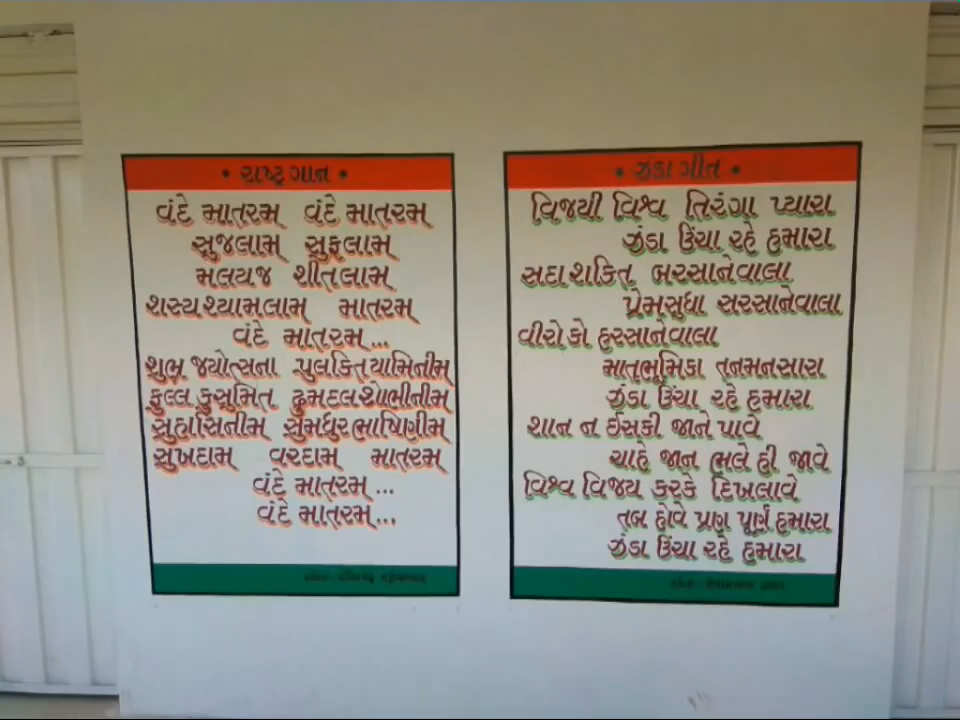 • રાષ્ટ્રગાન •
વંદે માતરમ્ વંદે માતરમ્
સુજલામ્ સુફલામ્
મલયજ શીતલામ્
શસ્યશ્યામલામ્ માતરમ્
વંદે માતરમ્...
શુભ્ર જ્યોત્સના પુલક્તિયામિનીમ્
ફુલ્લ કુસુમિત દ્રુમદલશોભીનીમ્
સુહાસિનીમ્ સુમધુરભાષિણીમ્
સુખદામ્ વરદામ્ માતરમ્
વંદે માતરમ્...
વંદે માતરમ્...
• ઝંડા ગીત •
વિજયી વિશ્વ તિરંગા પ્યારા
ઝંડા ઊંચા રહે હમારા
સદા શક્તિ બરસાનેવાલા
પ્રેમસુધા સરસાનેવાલા
વીરો કો હરસાનેવાલા
માતૃભૂમિકા તનમનસારા
ઝંડા ઊંચા રહે હમારા
શાન ન ઈસકી જાને પાવે
ચાહે જાન ભલે હી જાવે
વિશ્વ વિજય કરકે દિખલાવે
તબ હોવે પ્રણ પૂર્ણ હમારા
ઝંડા ઊંચા રહે હમારા